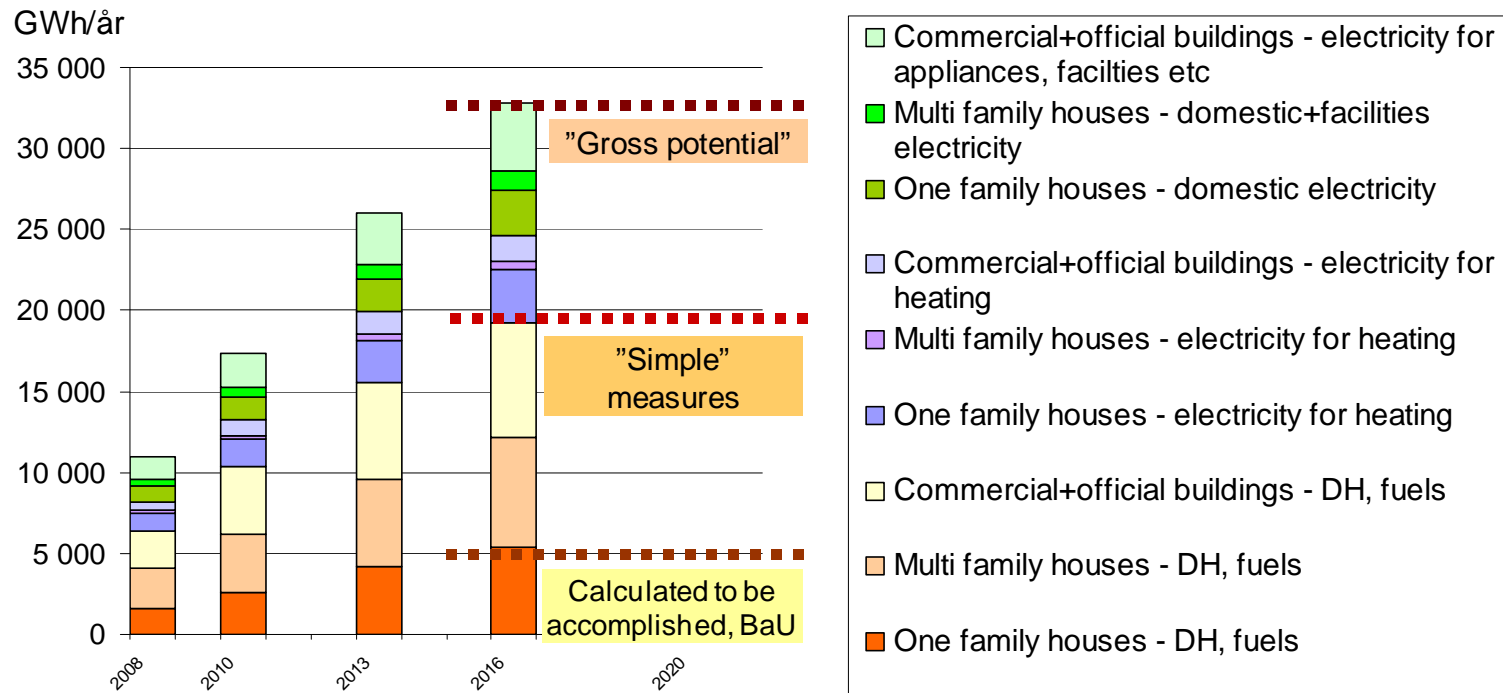 GWh/år
35 000
30 000
25 000
20 000
15 000
10 000
5 000
0
2008
2010
2013
2016
2020
”Gross potential”
”Simple”
measures
Calculated to be
accomplished, BaU
Commercial+official buildings - electricity for
appliances, facilties etc
Multi family houses - domestic+facilities
electricity
One family houses - domestic electricity
Commercial+official buildings - electricity for
heating
Multi family houses - electricity for heating
One family houses - electricity for heating
Commercial+official buildings - DH, fuels
Multi family houses - DH, fuels
One family houses - DH, fuels